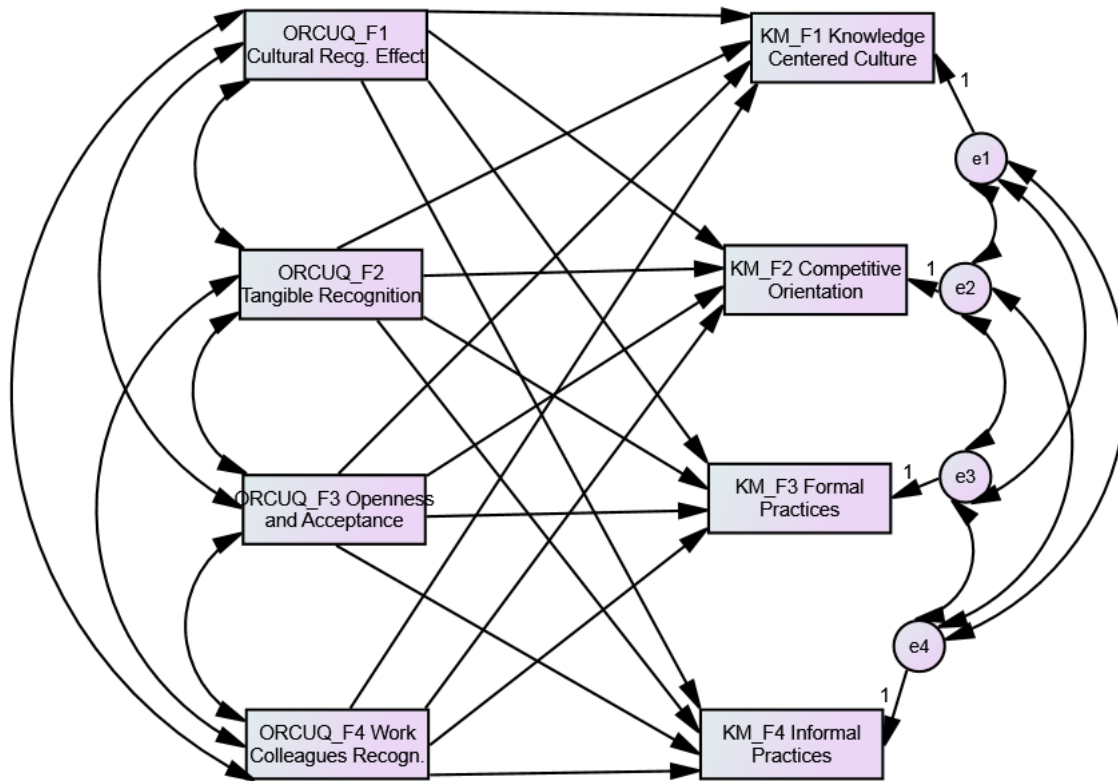 ORCUQ_F1
Cultural Recg. Effect
KM_F1 Knowledge
Centered Culture
1
e1
ORCUQ_F2
Tangible Recognition
KM_F2 Competitive
Orientation
1
e2
ORCUQ_F3 Openness
and Acceptance
KM_F3 Formal
Practices
1
e3
e4
1
ORCUQ_F4 Work
Colleagues Recogn.
KM_F4 Informal
Practices